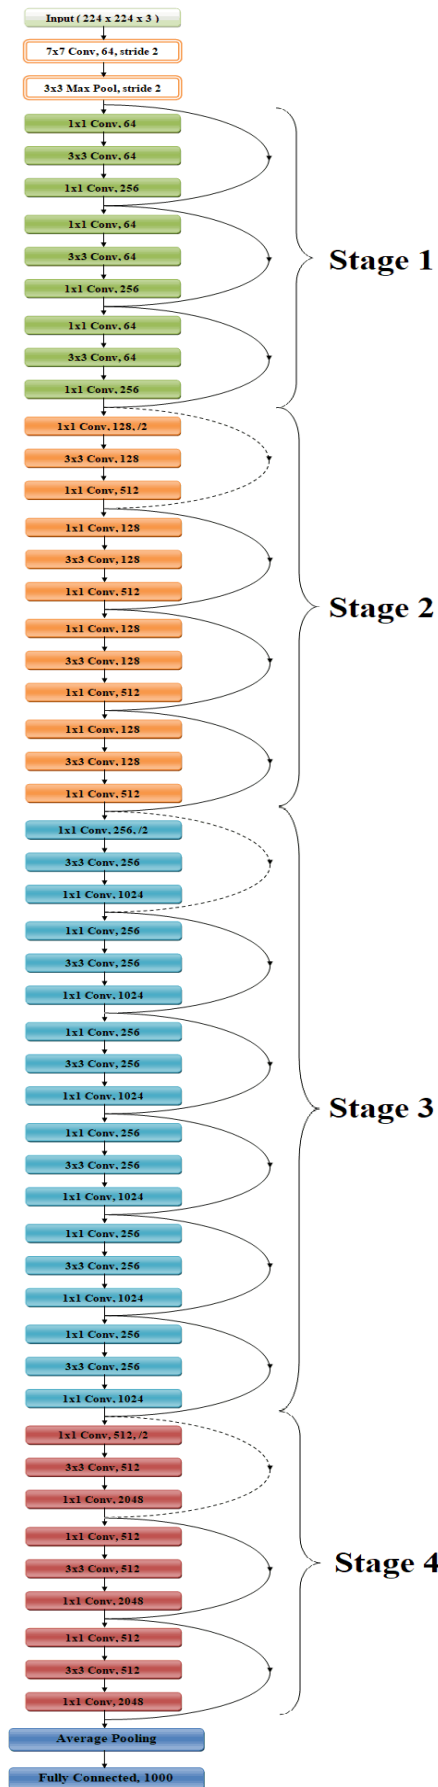 Input ( 224 x 224 x 3 )
7x7 Conv, 64, stride 2
3x3 Max Pool, stride 2
1x1 Conv, 64
3x3 Conv, 64
1x1 Conv, 256
1x1 Conv, 64
3x3 Conv, 64
1x1 Conv, 256
1x1 Conv, 64
3x3 Conv, 64
1x1 Conv, 256
Stage 1
1x1 Conv, 128, /2
3x3 Conv, 128
1x1 Conv, 512
1x1 Conv, 128
3x3 Conv, 128
1x1 Conv, 512
1x1 Conv, 128
3x3 Conv, 128
1x1 Conv, 512
1x1 Conv, 128
3x3 Conv, 128
1x1 Conv, 512
Stage 2
1x1 Conv, 256, /2
3x3 Conv, 256
1x1 Conv, 1024
1x1 Conv, 256
3x3 Conv, 256
1x1 Conv, 1024
1x1 Conv, 256
3x3 Conv, 256
1x1 Conv, 1024
1x1 Conv, 256
3x3 Conv, 256
1x1 Conv, 1024
1x1 Conv, 256
3x3 Conv, 256
1x1 Conv, 1024
1x1 Conv, 256
3x3 Conv, 256
1x1 Conv, 1024
Stage 3
1x1 Conv, 512, /2
3x3 Conv, 512
1x1 Conv, 2048
1x1 Conv, 512
3x3 Conv, 512
1x1 Conv, 2048
1x1 Conv, 512
3x3 Conv, 512
1x1 Conv, 2048
Stage 4
Average Pooling
Fully Connected, 1000